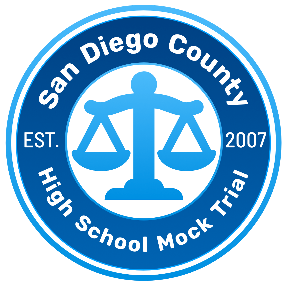 San Diego County
EST. 2007
High School Mock Trial